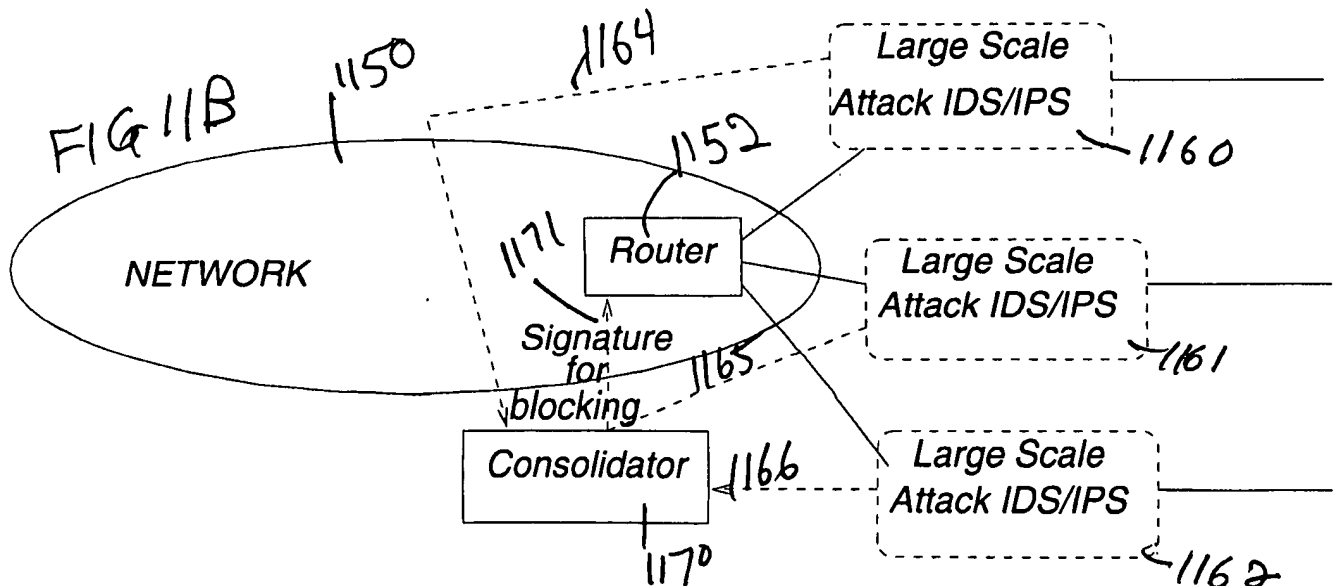 FIG 11B
1150
1164
Large Scale
Attack IDS/IPS
1160
1152
Router
1171
NETWORK
Large Scale
Attack IDS/IPS
1161
Signature
for
blocking
1165
Consolidator
1166
Large Scale
Attack IDS/IPS
1170
1162